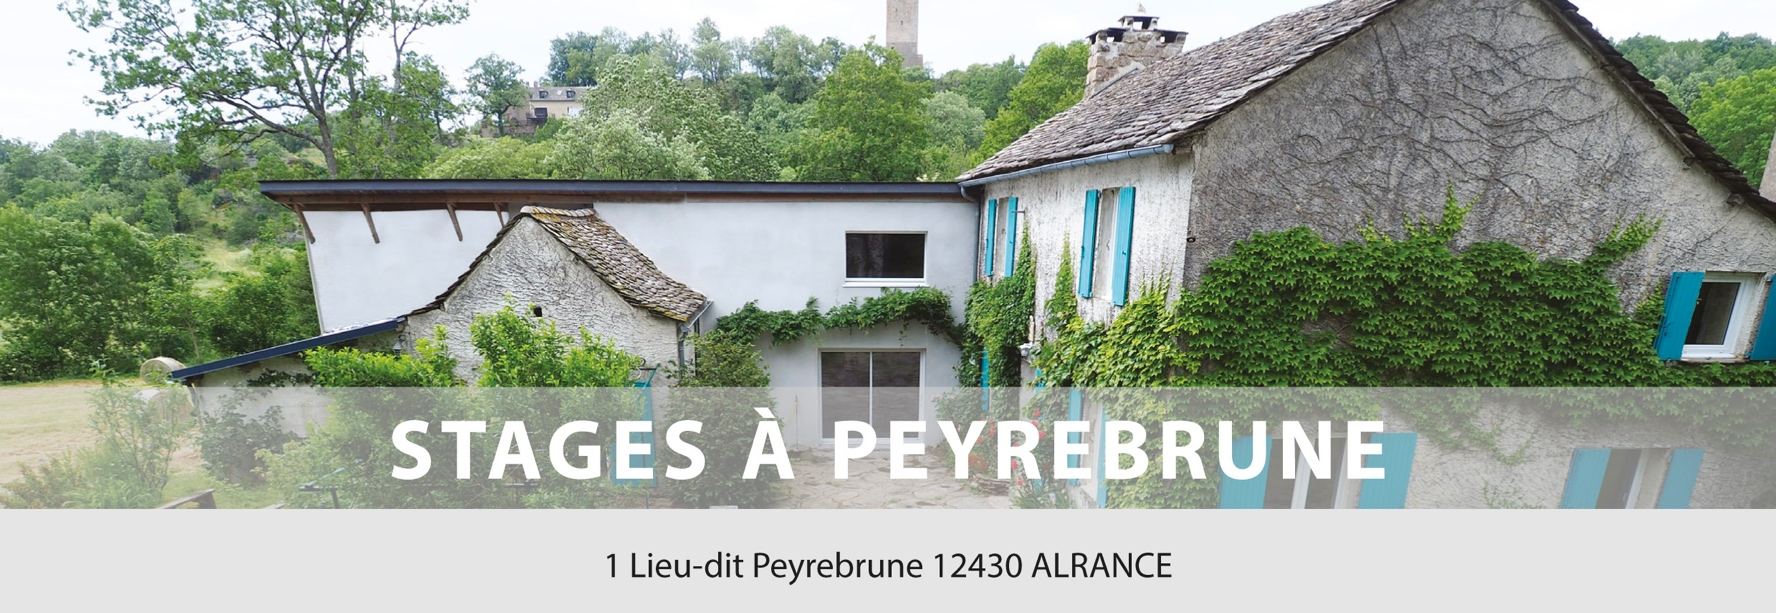 STAGES À PEYREBRUNE
1 Lieu-dit Peyrebrune 12430 ALRANCE